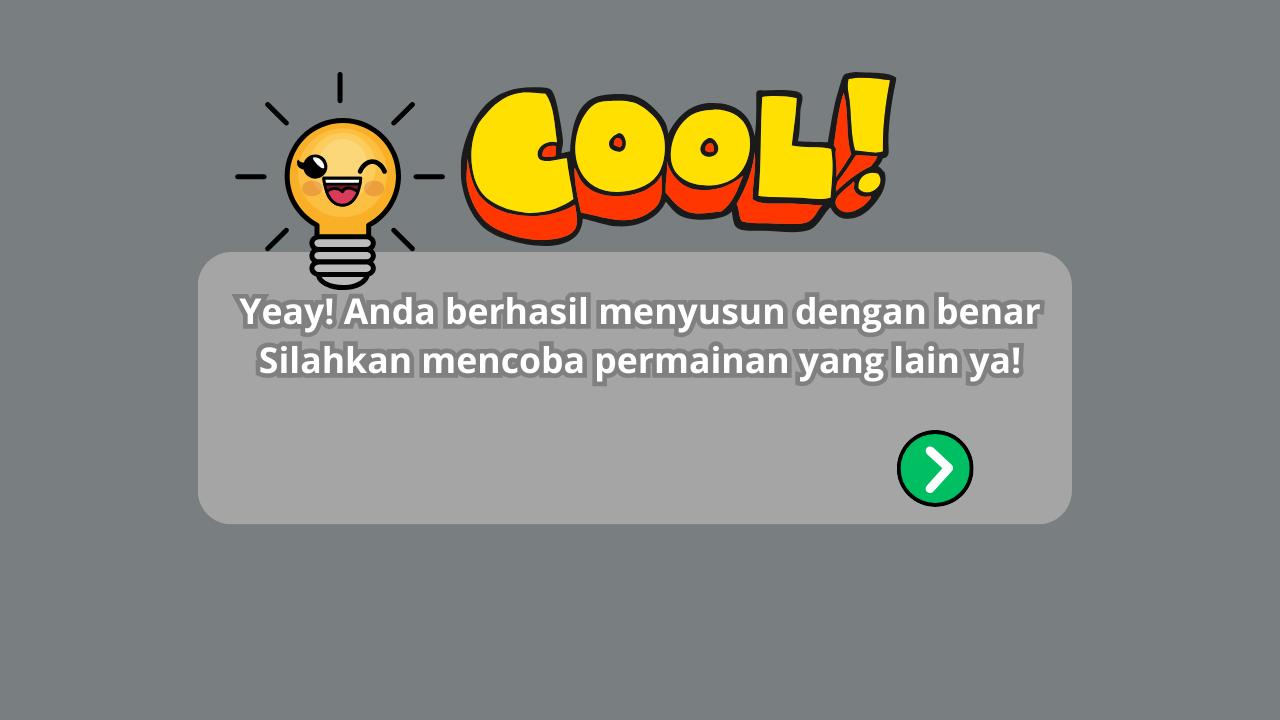 COOL!
Yeay! Anda berhasil menyusun dengan benar
Silahkan mencoba permainan yang lain ya!